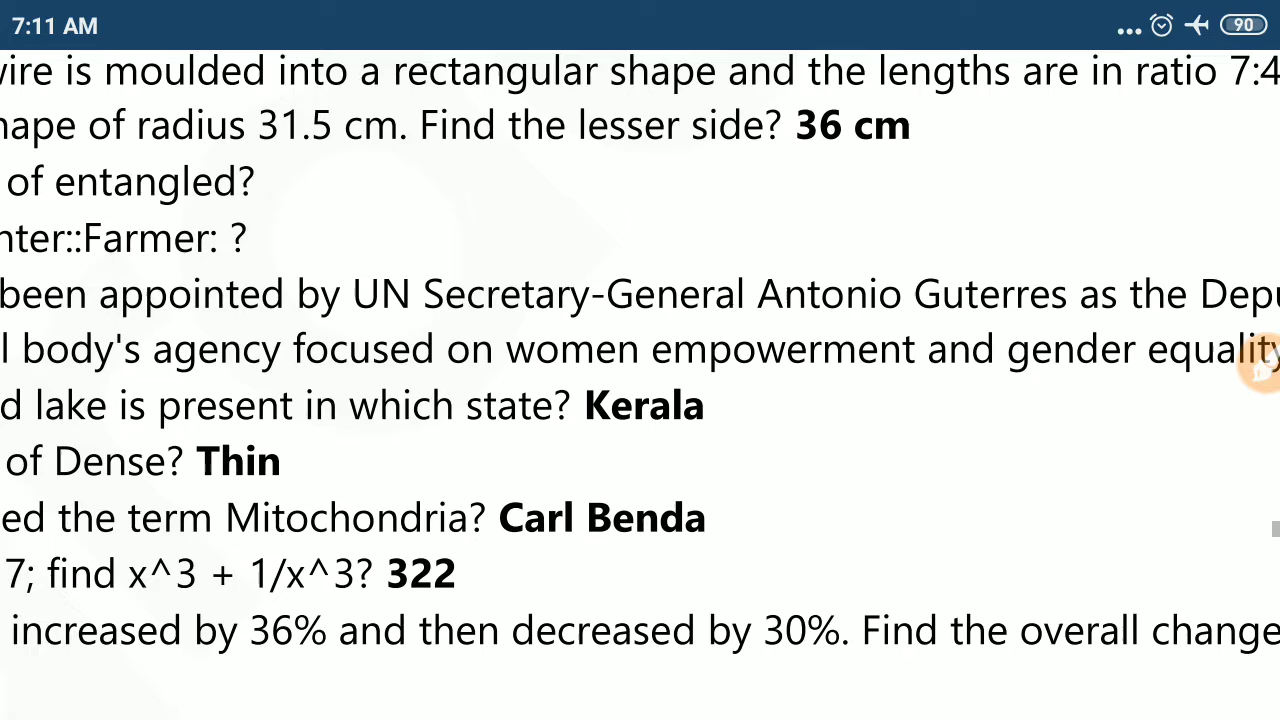 7:11 AM
... 90
wire is moulded into a rectangular shape and the lengths are in ratio 7:4
hape of radius 31.5 cm. Find the lesser side? 36 cm
of entangled?
nter::Farmer: ?
been appointed by UN Secretary-General Antonio Guterres as the Depu
l body's agency focused on women empowerment and gender equality
d lake is present in which state? Kerala
of Dense? Thin
ed the term Mitochondria? Carl Benda
7; find x^3 + 1/x^3? 322
increased by 36% and then decreased by 30%. Find the overall change